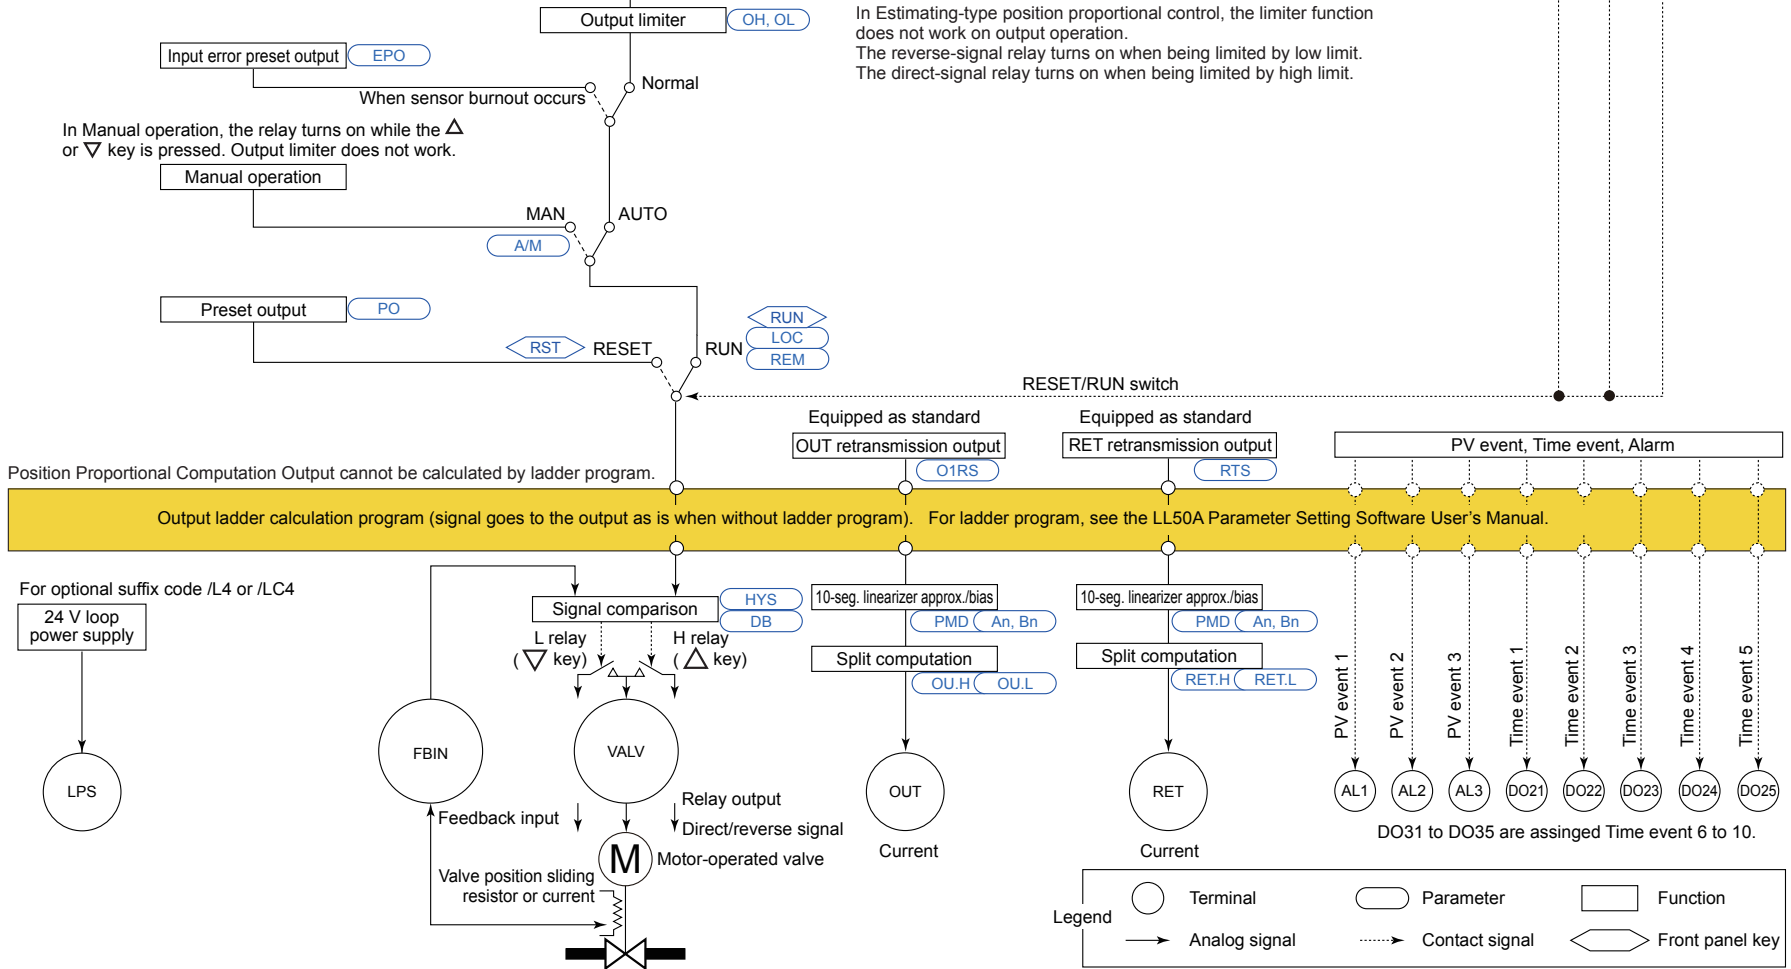 Output limiter
OH, OL
In Estimating-type position proportional control, the limiter function
does not work on output operation.
The reverse-signal relay turns on when being limited by low limit.
The direct-signal relay turns on when being limited by high limit.
Input error preset output
EPO
When sensor burnout occurs
Normal
In Manual operation, the relay turns on while the △
or ▽ key is pressed. Output limiter does not work.
Manual operation
MAN
AUTO
A/M
Preset output
PO
RST
RESET
RUN
RUN
LOC
REM
RESET/RUN switch
Equipped as standard
OUT retransmission output
O1RS
Equipped as standard
RET retransmission output
RTS
PV event, Time event, Alarm
Position Proportional Computation Output cannot be calculated by ladder program.
Output ladder calculation program (signal goes to the output as is when without ladder program).   For ladder program, see the LL50A Parameter Setting Software User's Manual.
For optional suffix code /L4 or /LC4
24 V loop
power supply
LPS
Signal comparison
HYS
DB
L relay
(▽ key)
H relay
(△ key)
FBIN
VALV
Feedback input
Relay output
Direct/reverse signal
M
Motor-operated valve
Valve position sliding
resistor or current
10-seg. linearizer approx./bias
PMD
An, Bn
Split computation
OU.H
OU.L
OUT
Current
10-seg. linearizer approx./bias
PMD
An, Bn
Split computation
RET.H
RET.L
RET
Current
PV event 1
PV event 2
PV event 3
Time event 1
Time event 2
Time event 3
Time event 4
Time event 5
AL1
AL2
AL3
DO21
DO22
DO23
DO24
DO25
DO31 to DO35 are assinged Time event 6 to 10.
Legend
Terminal
Parameter
Function
Analog signal
Contact signal
Front panel key